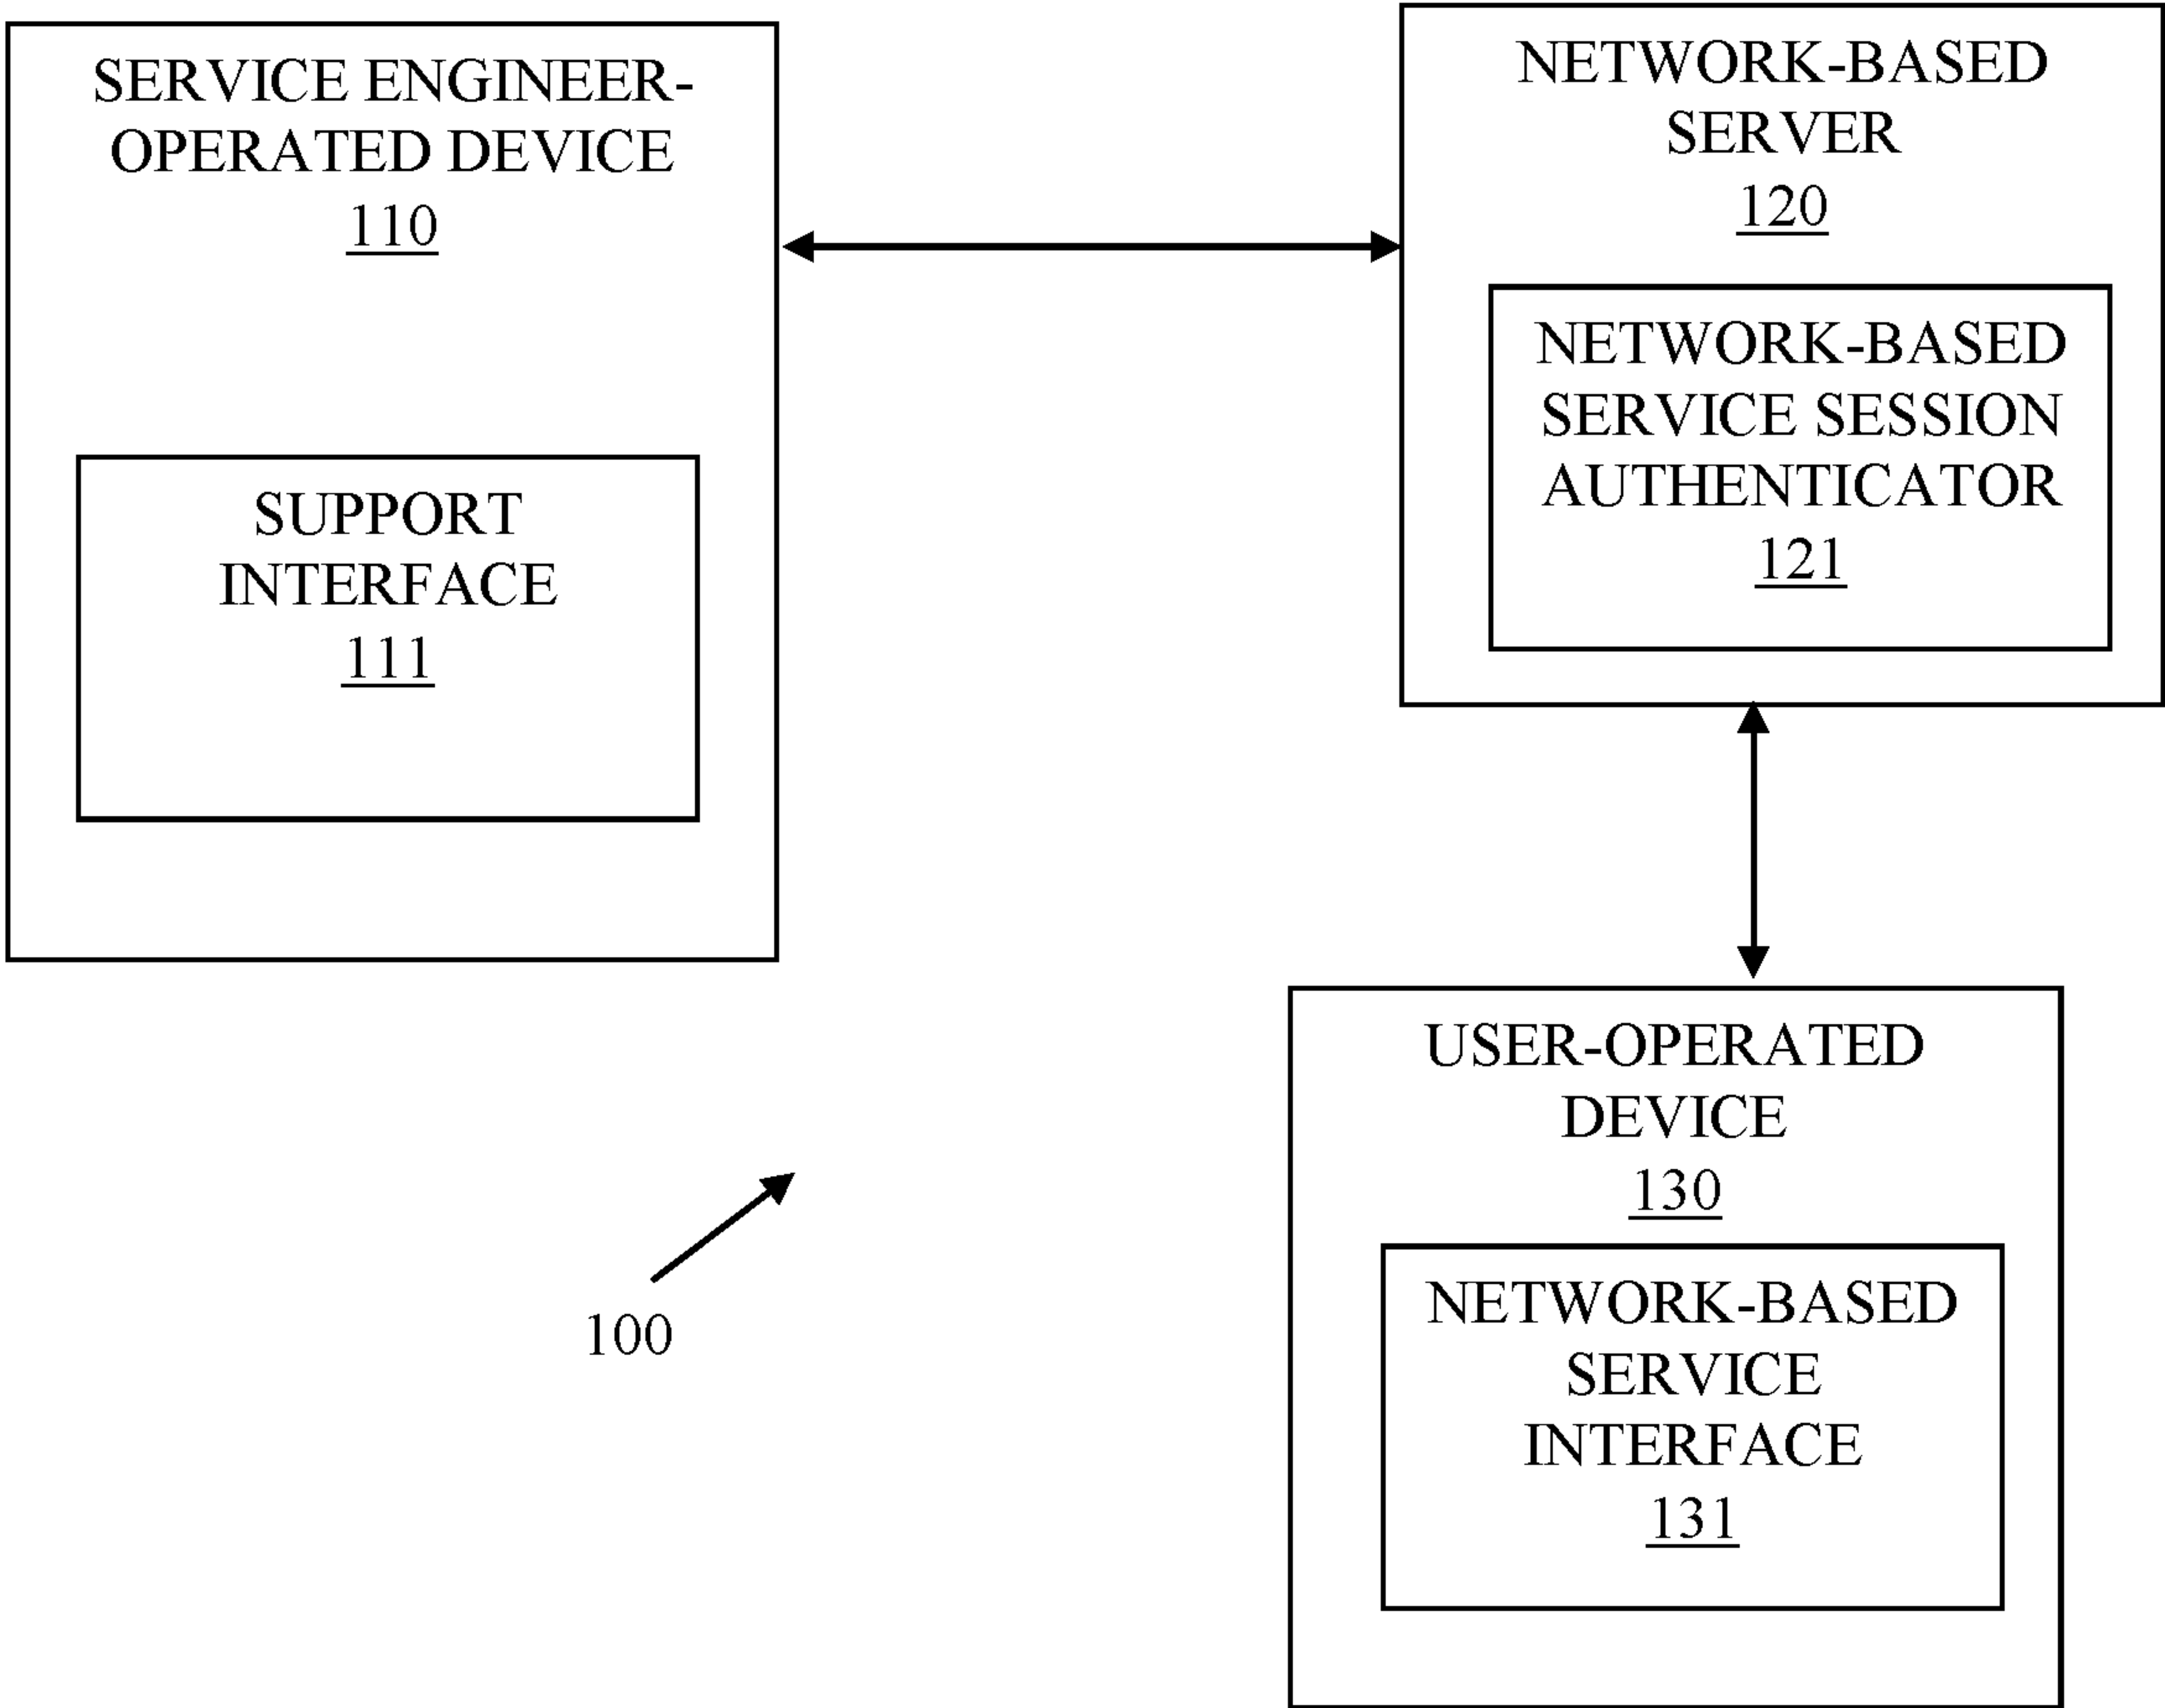 SERVICE ENGINEER-
OPERATED DEVICE
110
SUPPORT
INTERFACE
111
NETWORK-BASED
SERVER
120
NETWORK-BASED
SERVICE SESSION
AUTHENTICATOR
121
USER-OPERATED
DEVICE
130
NETWORK-BASED
SERVICE
INTERFACE
131
100